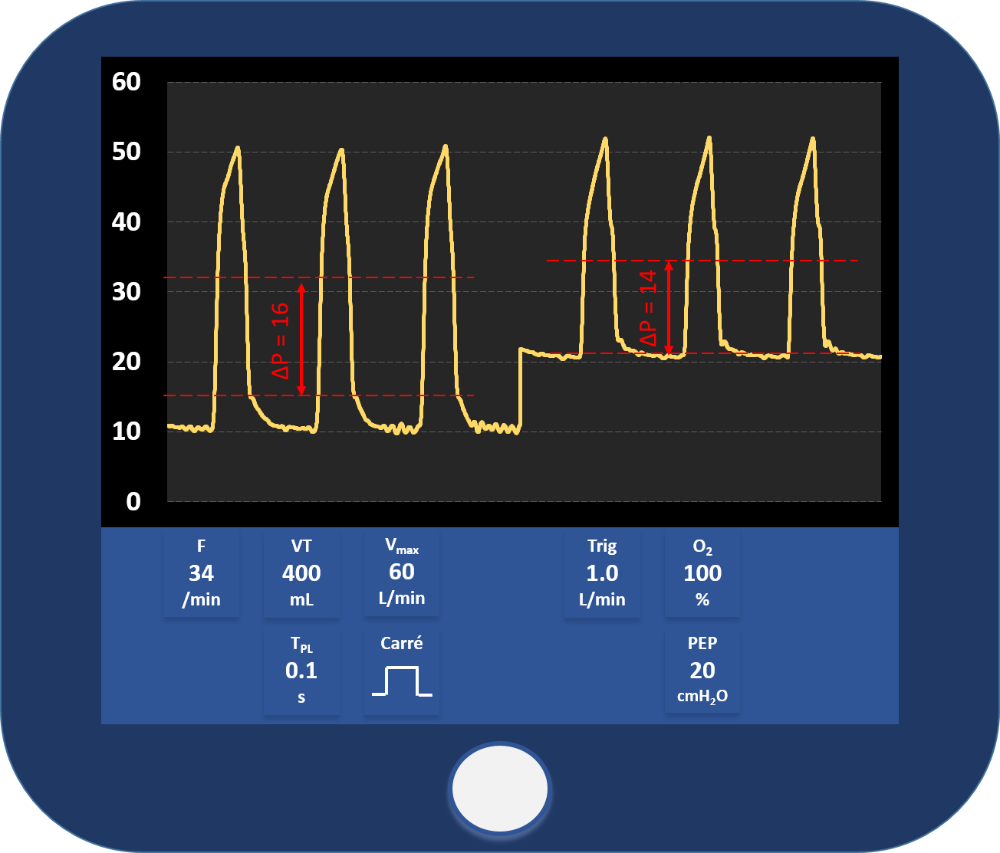 60
50
40
30
20
10
0
ΔP = 16
ΔP = 14
F
34
/min
VT
400
mL
Vmax
60
L/min
Trig
1.0
L/min
O2
100
%
TPL
0.1
s
Carré
PEP
20
cmH2O